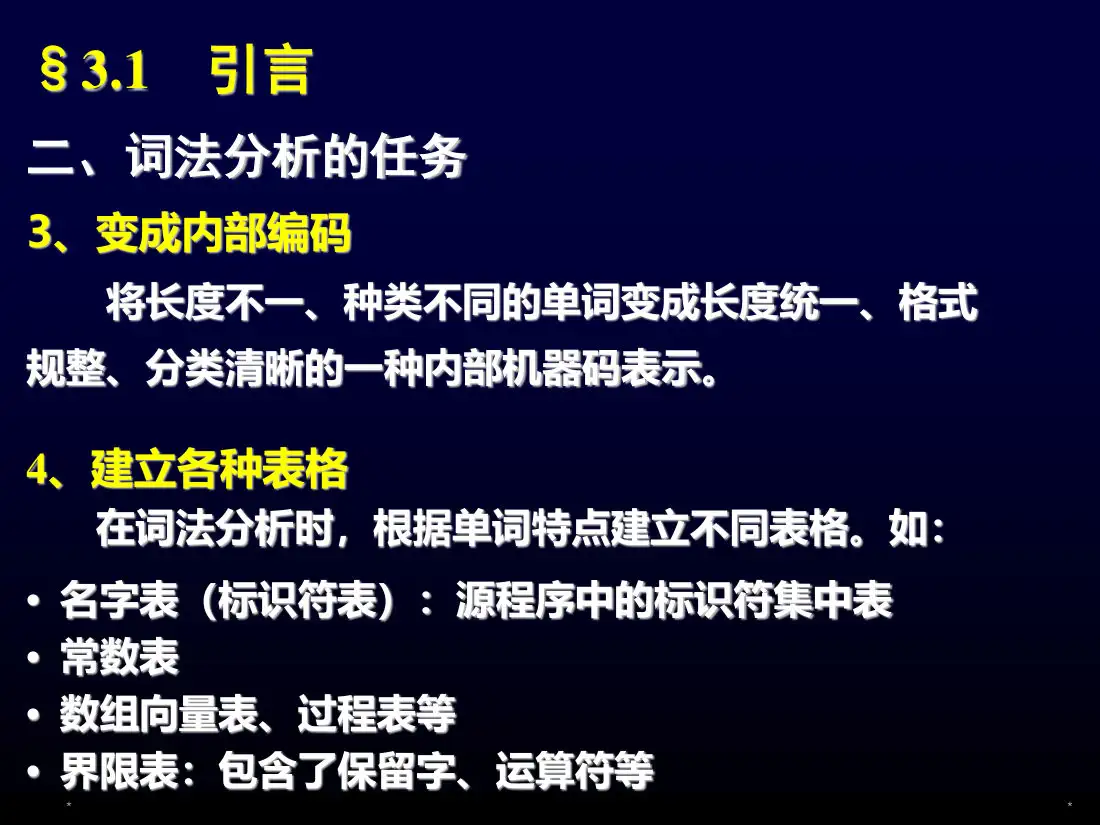 §3.1 引言
二、词法分析的任务
3、变成内部编码
将长度不一、种类不同的单词变成长度统一、格式
规整、分类清晰的一种内部机器码表示。
4、建立各种表格
在词法分析时，根据单词特点建立不同表格。如：
• 名字表（标识符表）：源程序中的标识符集中表
• 常数表
• 数组向量表、过程表等
• 界限表：包含了保留字、运算符等
* *